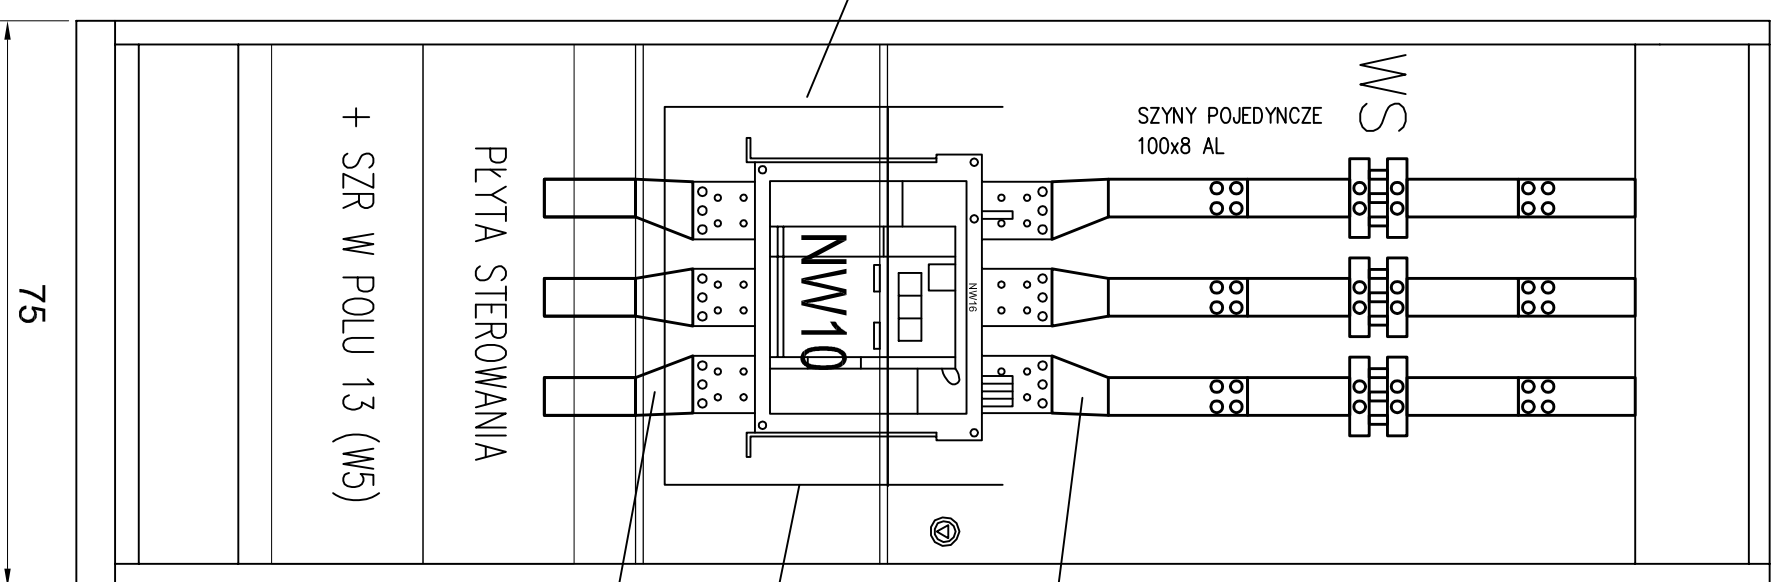 WS
SZYNY POJEDYNCZE
100x8 AL
NW16
NW10
PŁYTA STEROWANIA
+ SZR W POLU 13 (W5)
75